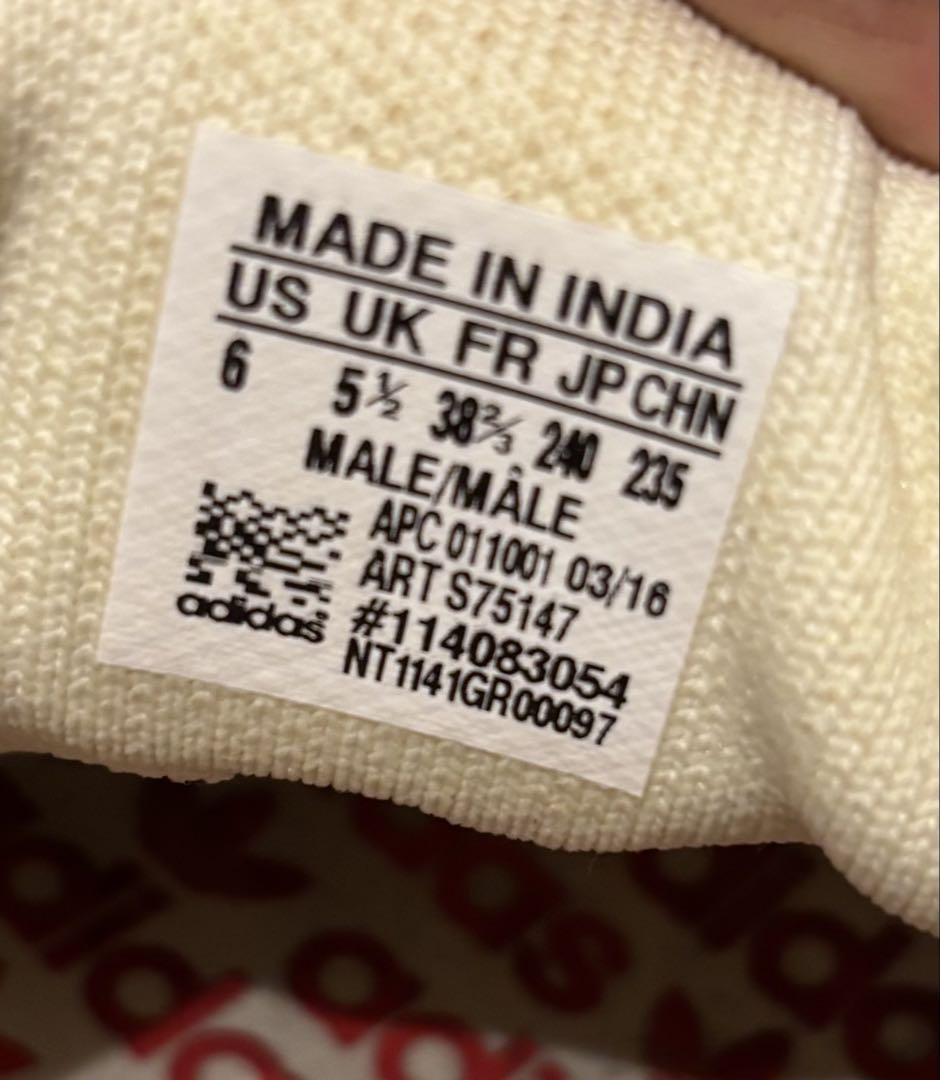 MADE IN INDIA
US UK FR JP CHN
6 5½ 38⅔ 240 235
MALE/MÂLE
APC 011001 03/16
ART S75147
#114083054
NT1141GR00097
adidas